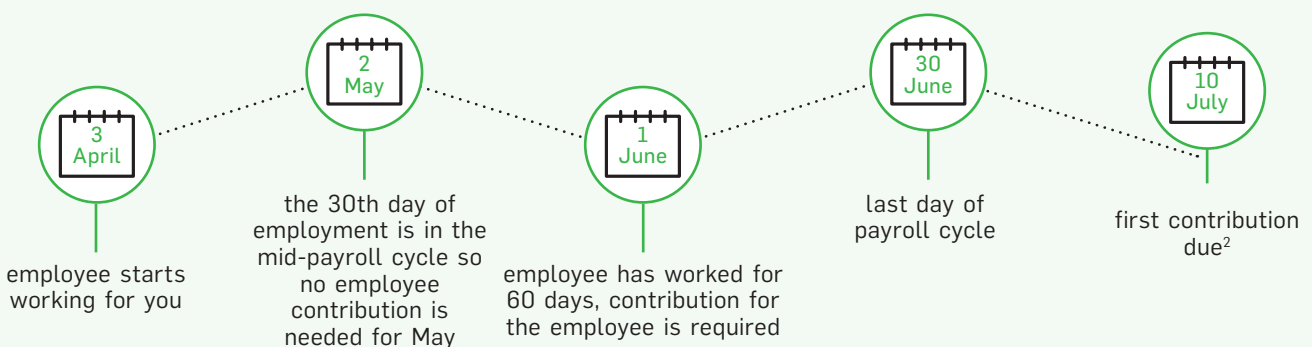 3
April
employee starts
working for you
2
May
the 30th day of
employment is in the
mid-payroll cycle so
no employee
contribution is
needed for May
1
June
employee has worked for
60 days, contribution for
the employee is required
30
June
last day of
payroll cycle
10
July
first contribution
due²